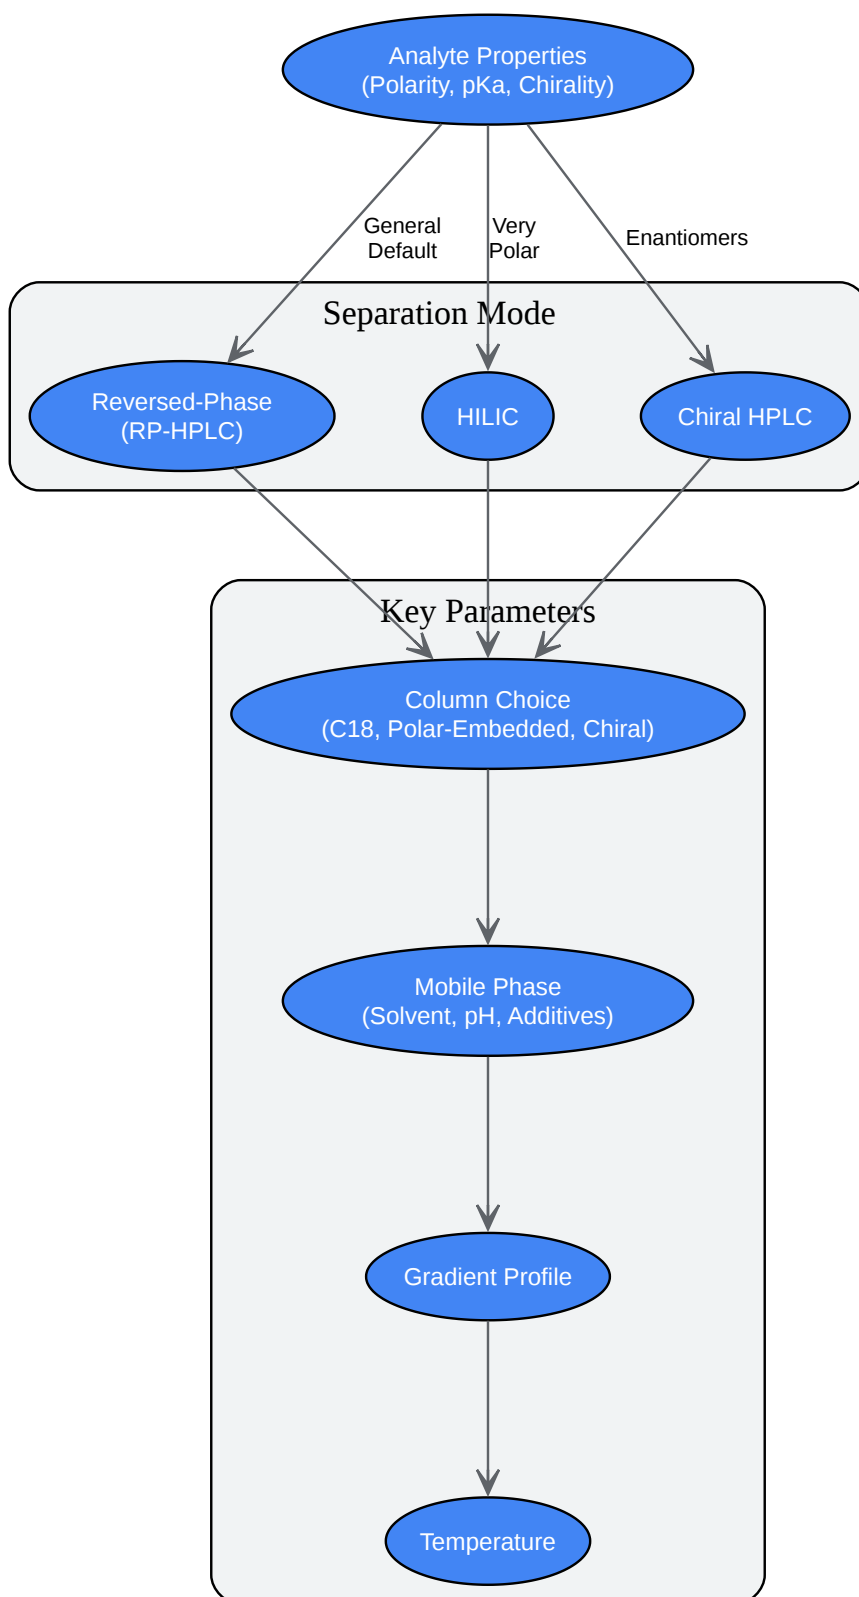 Analyte Properties
(Polarity, pKa, Chirality)
General
Default
Very
Polar
Enantiomers
Separation Mode
Reversed-Phase
(RP-HPLC)
HILIC
Chiral HPLC
Key Parameters
Column Choice
(C18, Polar-Embedded, Chiral)
Mobile Phase
(Solvent, pH, Additives)
Gradient Profile
Temperature